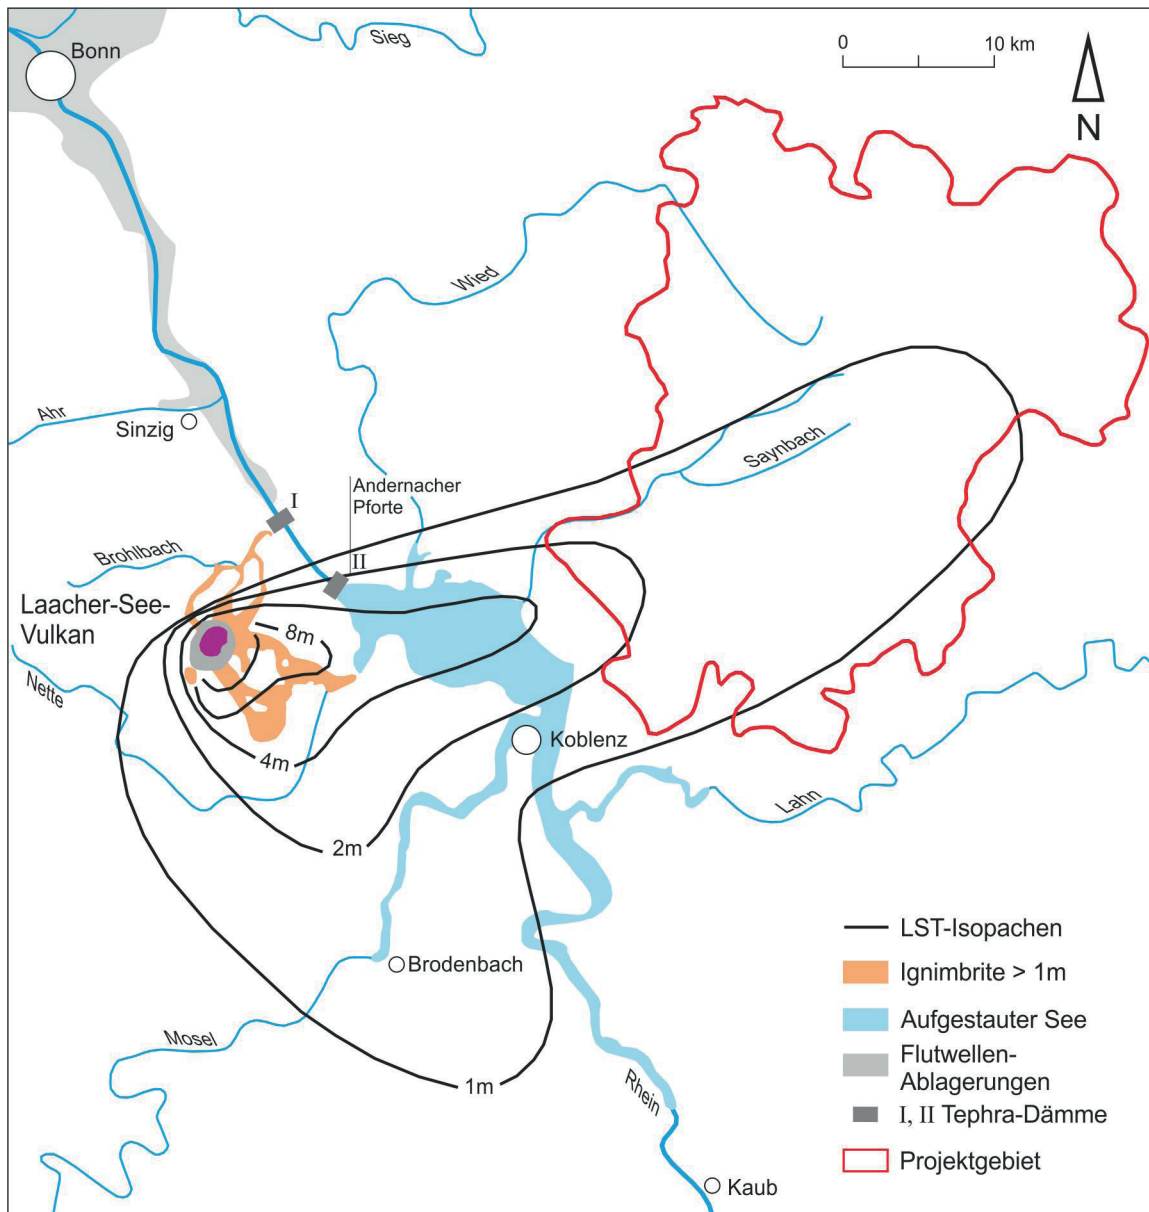 Sieg
Bonn
0
10 km
N
Wied
Ahr
Sinzig
Saynbach
I
Andernacher
Pforte
Brohlbach
II
Laacher-See-
Vulkan
8m
Nette
Koblenz
4m
Lahn
2m
LST-Isopachen
Brodenbach
Ignimbrite > 1m
Aufgestauter See
Mosel
Flutwellen-
Ablagerungen
1m
Rhein
I, II Tephra-Dämme
Projektgebiet
Kaub